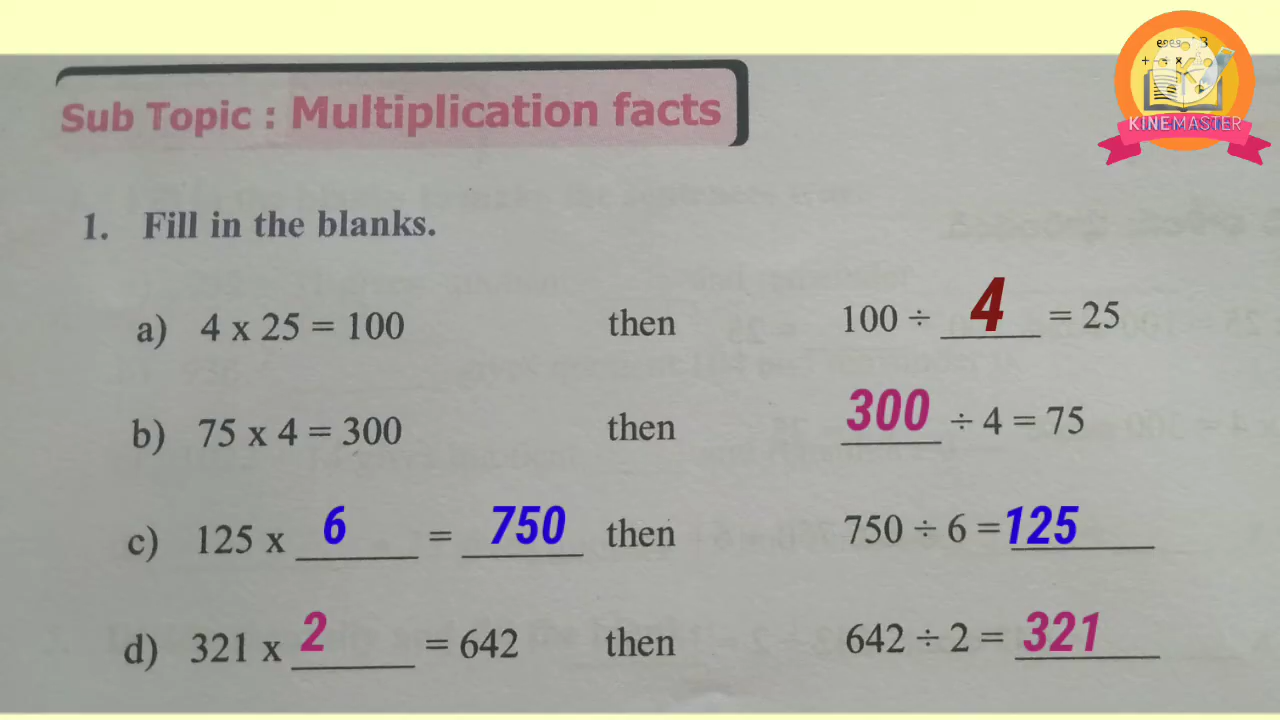 KINEMASTER
Sub Topic : Multiplication facts
1. Fill in the blanks.
a) 4 x 25 = 100 then 100 ÷ 4 = 25
b) 75 x 4 = 300 then 300 ÷ 4 = 75
c) 125 x 6 = 750 then 750 ÷ 6 = 125
d) 321 x 2 = 642 then 642 ÷ 2 = 321